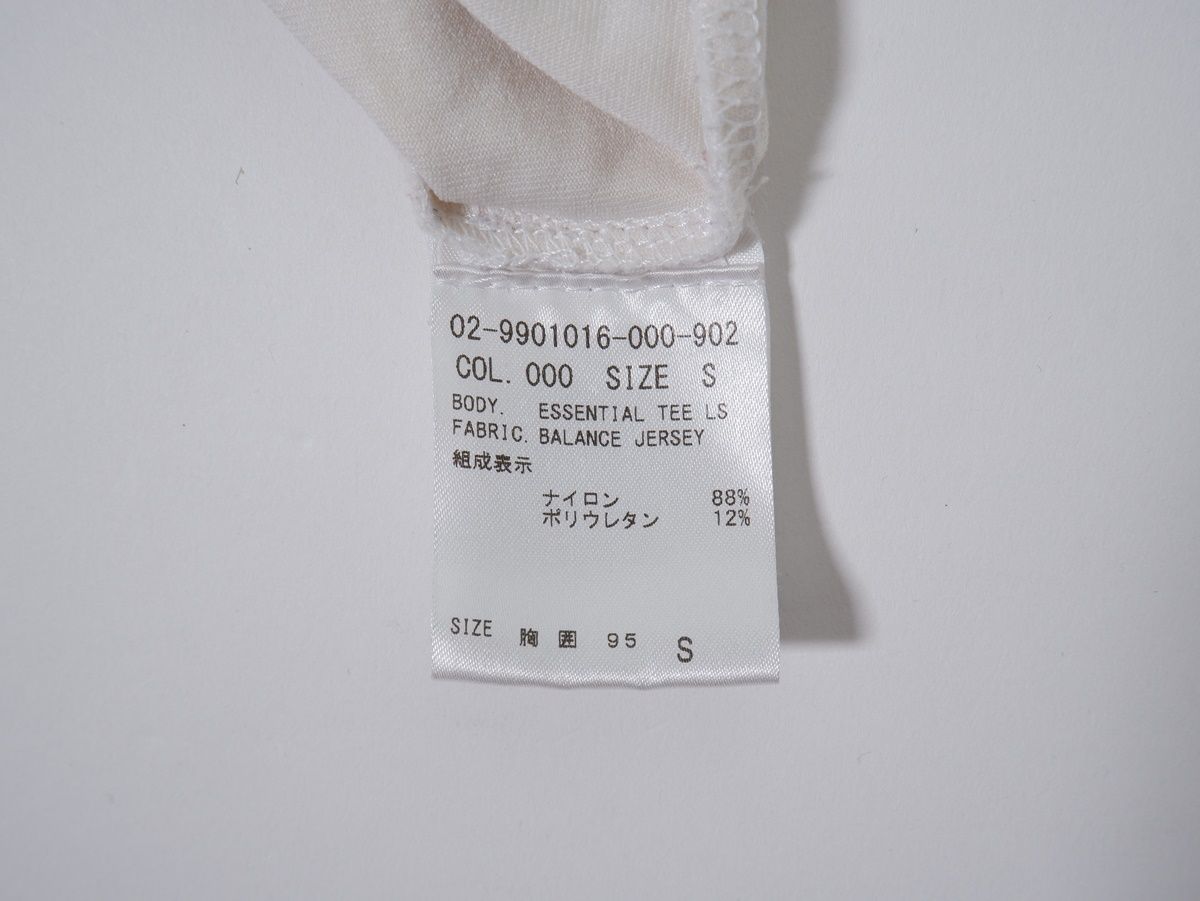 02-9901016-000-902
COL. 000 SIZE S
BODY. ESSENTIAL TEE LS
FABRIC. BALANCE JERSEY
組成表示
ナイロン 88%
ポリウレタン 12%
SIZE 胸囲 95 S